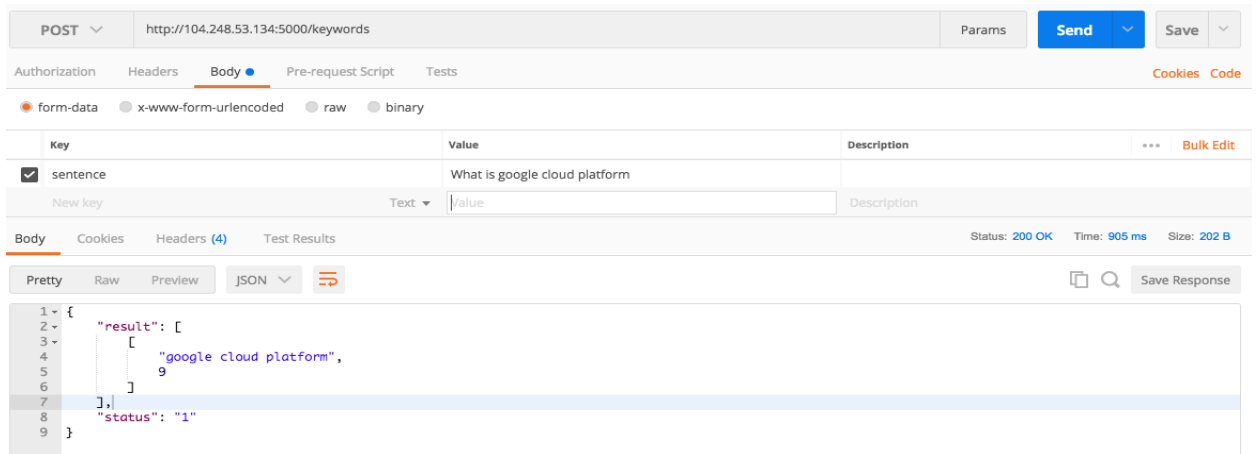 POST http://104.248.53.134:5000/keywords Params Send Save
Authorization Headers Body Pre-request Script Tests Cookies Code
form-data x-www-form-urlencoded raw binary
Key Value Description ••• Bulk Edit
sentence What is google cloud platform
New key Text Value Description
Body Cookies Headers (4) Test Results Status: 200 OK Time: 905 ms Size: 202 B
Pretty Raw Preview JSON Save Response
1 {
2 "result": [
3 [
4 "google cloud platform",
5 9
6 ]
7 ],
8 "status": "1"
9 }